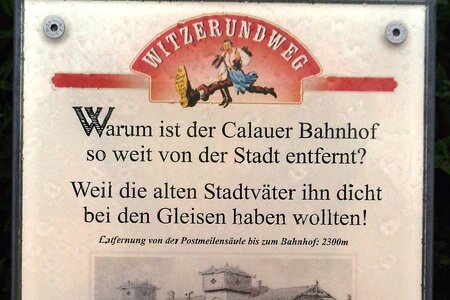 WITZERUNDWEG
Warum ist der Calauer Bahnhof
so weit von der Stadt entfernt?
Weil die alten Stadtväter ihn dicht
bei den Gleisen haben wollten!
Entfernung von der Postmeilensäule bis zum Bahnhof: 2300m